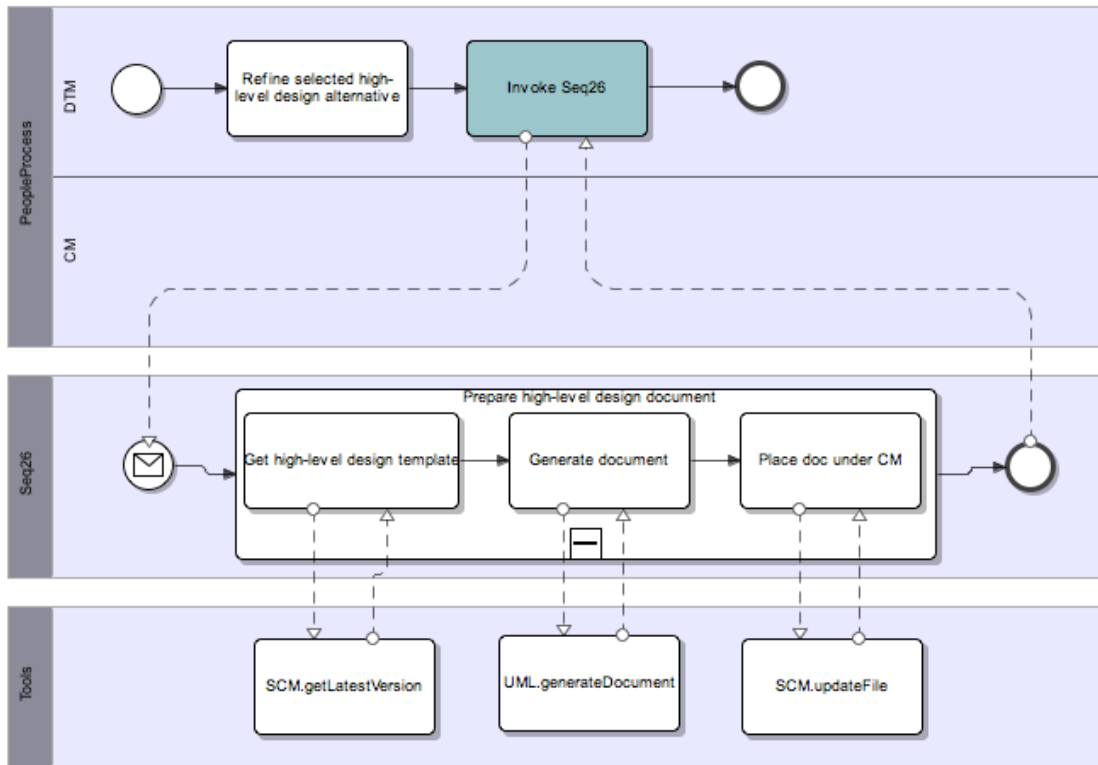 PeopleProcess
DTM
Refine selected high-
level design alternative
Invoke Seq26
CM
Seq26
Prepare high-level design document
Get high-level design template
Generate document
Place doc under CM
Tools
SCM.getLatestVersion
UML.generateDocument
SCM.updateFile